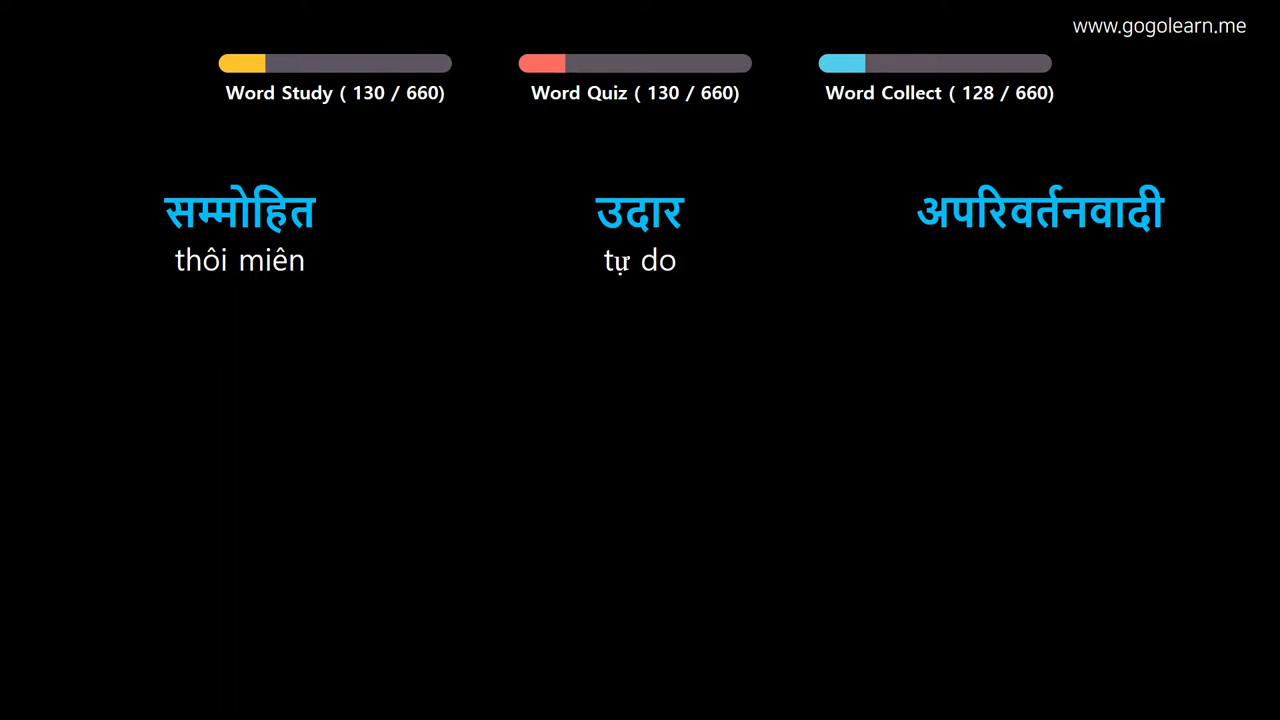 www.gogolearn.me
Word Study ( 130 / 660)
Word Quiz ( 130 / 660)
Word Collect ( 128 / 660)
सम्मोहित
thôi miên
उदार
tự do
अपरिवर्तनवादी